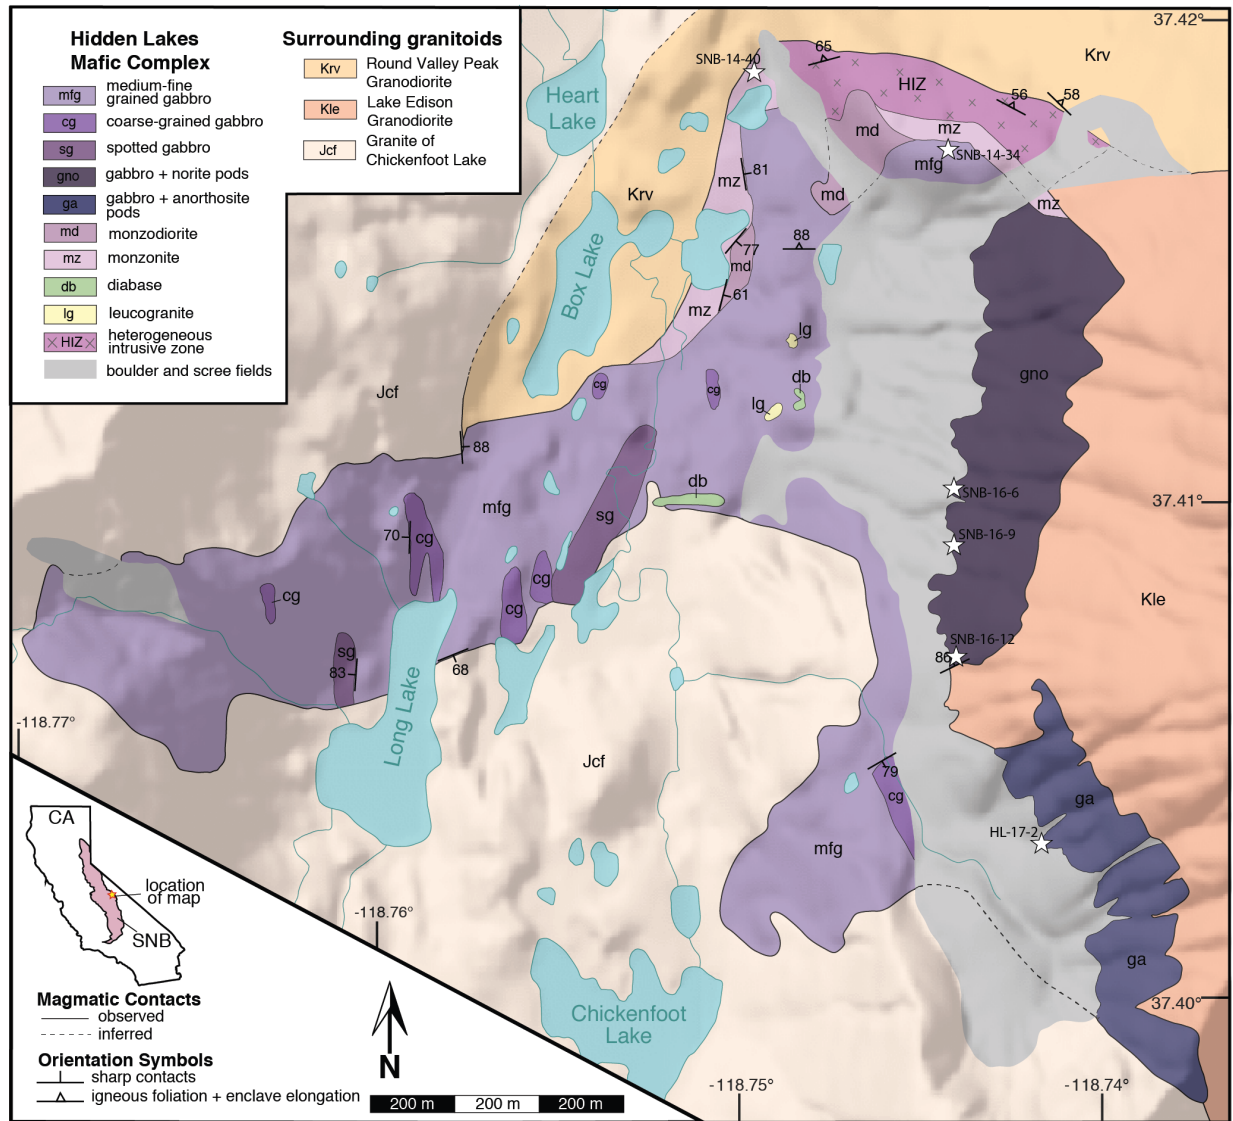 Hidden Lakes
Mafic Complex
mfg
medium-fine
grained gabbro
cg
coarse-grained gabbro
sg
spotted gabbro
gno
gabbro + norite pods
ga
gabbro + anorthosite
pods
md
monzodiorite
mz
monzonite
db
diabase
lg
leucogranite
HIZ
heterogeneous
intrusive zone
boulder and scree fields
Surrounding granitoids
Krv
Round Valley Peak
Granodiorite
Kle
Lake Edison
Granodiorite
Jcf
Granite of
Chickenfoot Lake
37.42°
Krv
65
SNB-14-40
HIZ
56
58
Heart
Lake
md
mz
SNB-14-34
mfg
81
mz
Krv
md
mz
88
77
md
Box Lake
61
mz
lg
db
gno
cg
cg
lg
Jcf
88
db
SNB-16-6
37.41°
mfg
sg
70
cg
SNB-16-9
cg
cg
cg
Kle
SNB-16-12
86
sg
83
68
Long Lake
-118.77°
Jcf
79
cg
ga
HL-17-2
mfg
CA
location
of map
SNB
-118.76°
ga
37.40°
Magmatic Contacts
observed
inferred
Orientation Symbols
sharp contacts
igneous foliation + enclave elongation
N
200 m
200 m
200 m
Chickenfoot
Lake
-118.75°
-118.74°